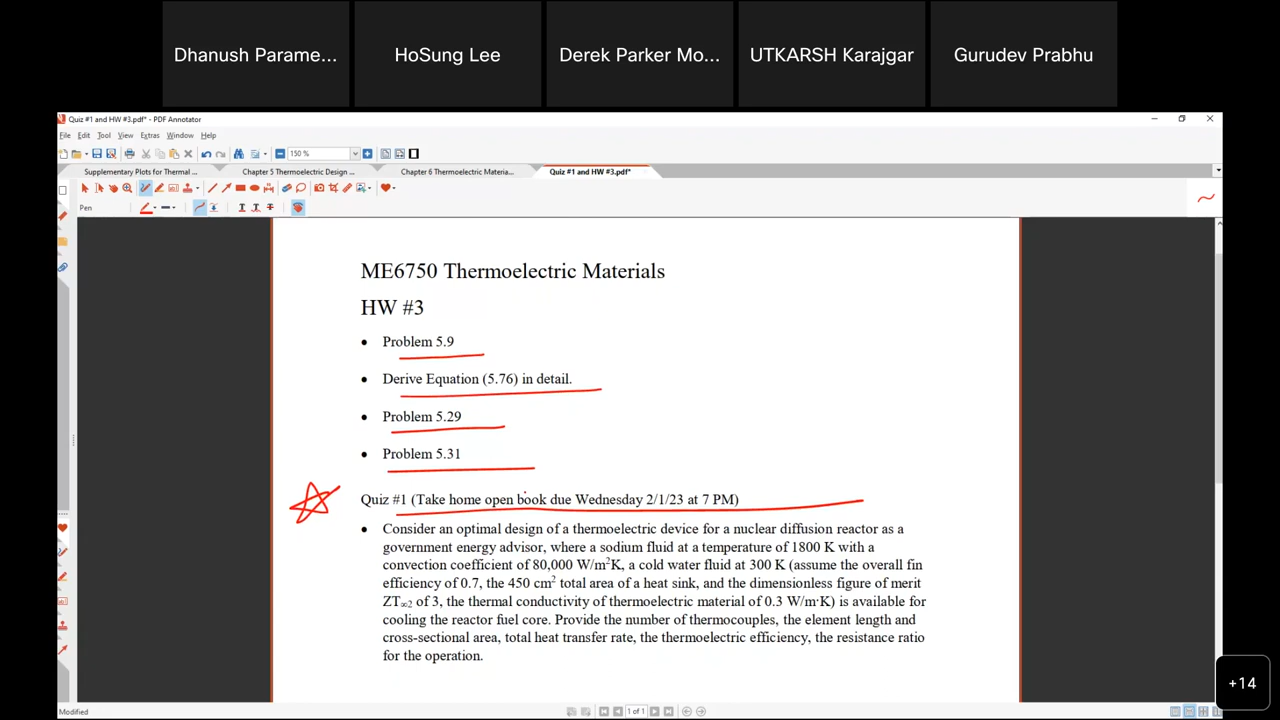 Dhanush Parame... HoSung Lee Derek Parker Mo... UTKARSH Karajgar Gurudev Prabhu
Quiz #1 and HW #3.pdf* - PDF Annotator
File Edit Tool View Extras Window Help
150 %
Supplementary Plots for Thermal ... Chapter 5 Thermoelectric Design ... Chapter 6 Thermoelectric Materia... Quiz #1 and HW #3.pdf*
Pen
ME6750 Thermoelectric Materials
HW #3
• Problem 5.9
• Derive Equation (5.76) in detail.
• Problem 5.29
• Problem 5.31
Quiz #1 (Take home open book due Wednesday 2/1/23 at 7 PM)
• Consider an optimal design of a thermoelectric device for a nuclear diffusion reactor as a
government energy advisor, where a sodium fluid at a temperature of 1800 K with a
convection coefficient of 80,000 W/m²K, a cold water fluid at 300 K (assume the overall fin
efficiency of 0.7, the 450 cm² total area of a heat sink, and the dimensionless figure of merit
ZT∞2 of 3, the thermal conductivity of thermoelectric material of 0.3 W/m·K) is available for
cooling the reactor fuel core. Provide the number of thermocouples, the element length and
cross-sectional area, total heat transfer rate, the thermoelectric efficiency, the resistance ratio
for the operation.
+14
Modified 1 of 1